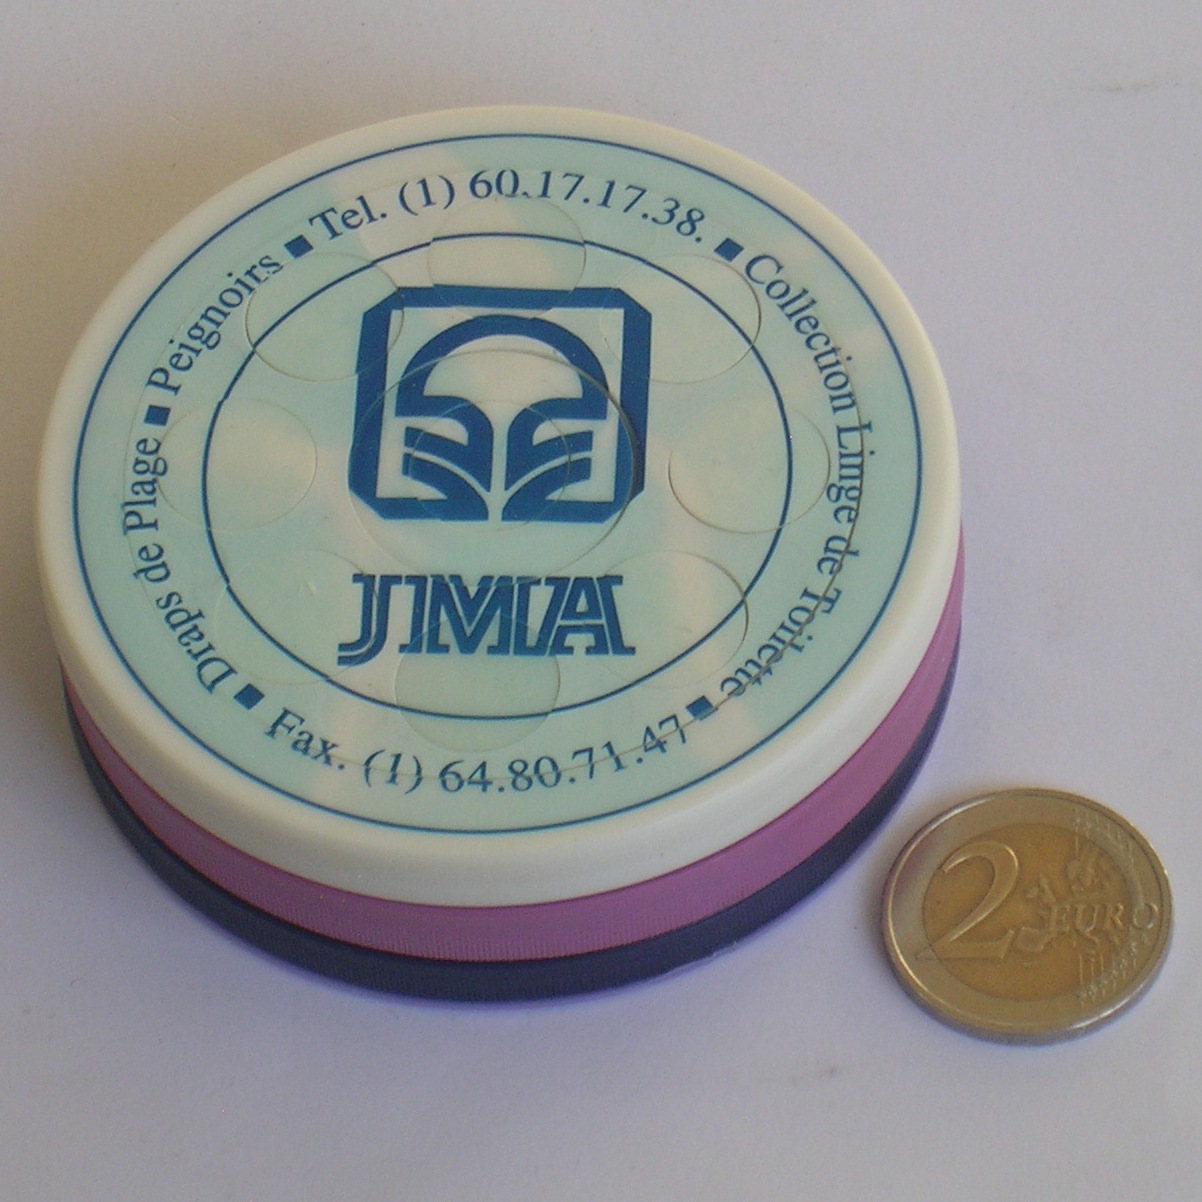 Tel. (1) 60.17.17.38. ■ Collection Linge de Toilette ■ Fax. (1) 64.80.71.47 ■ Draps de Plage ■ Peignoirs ■
JMA
2 EURO